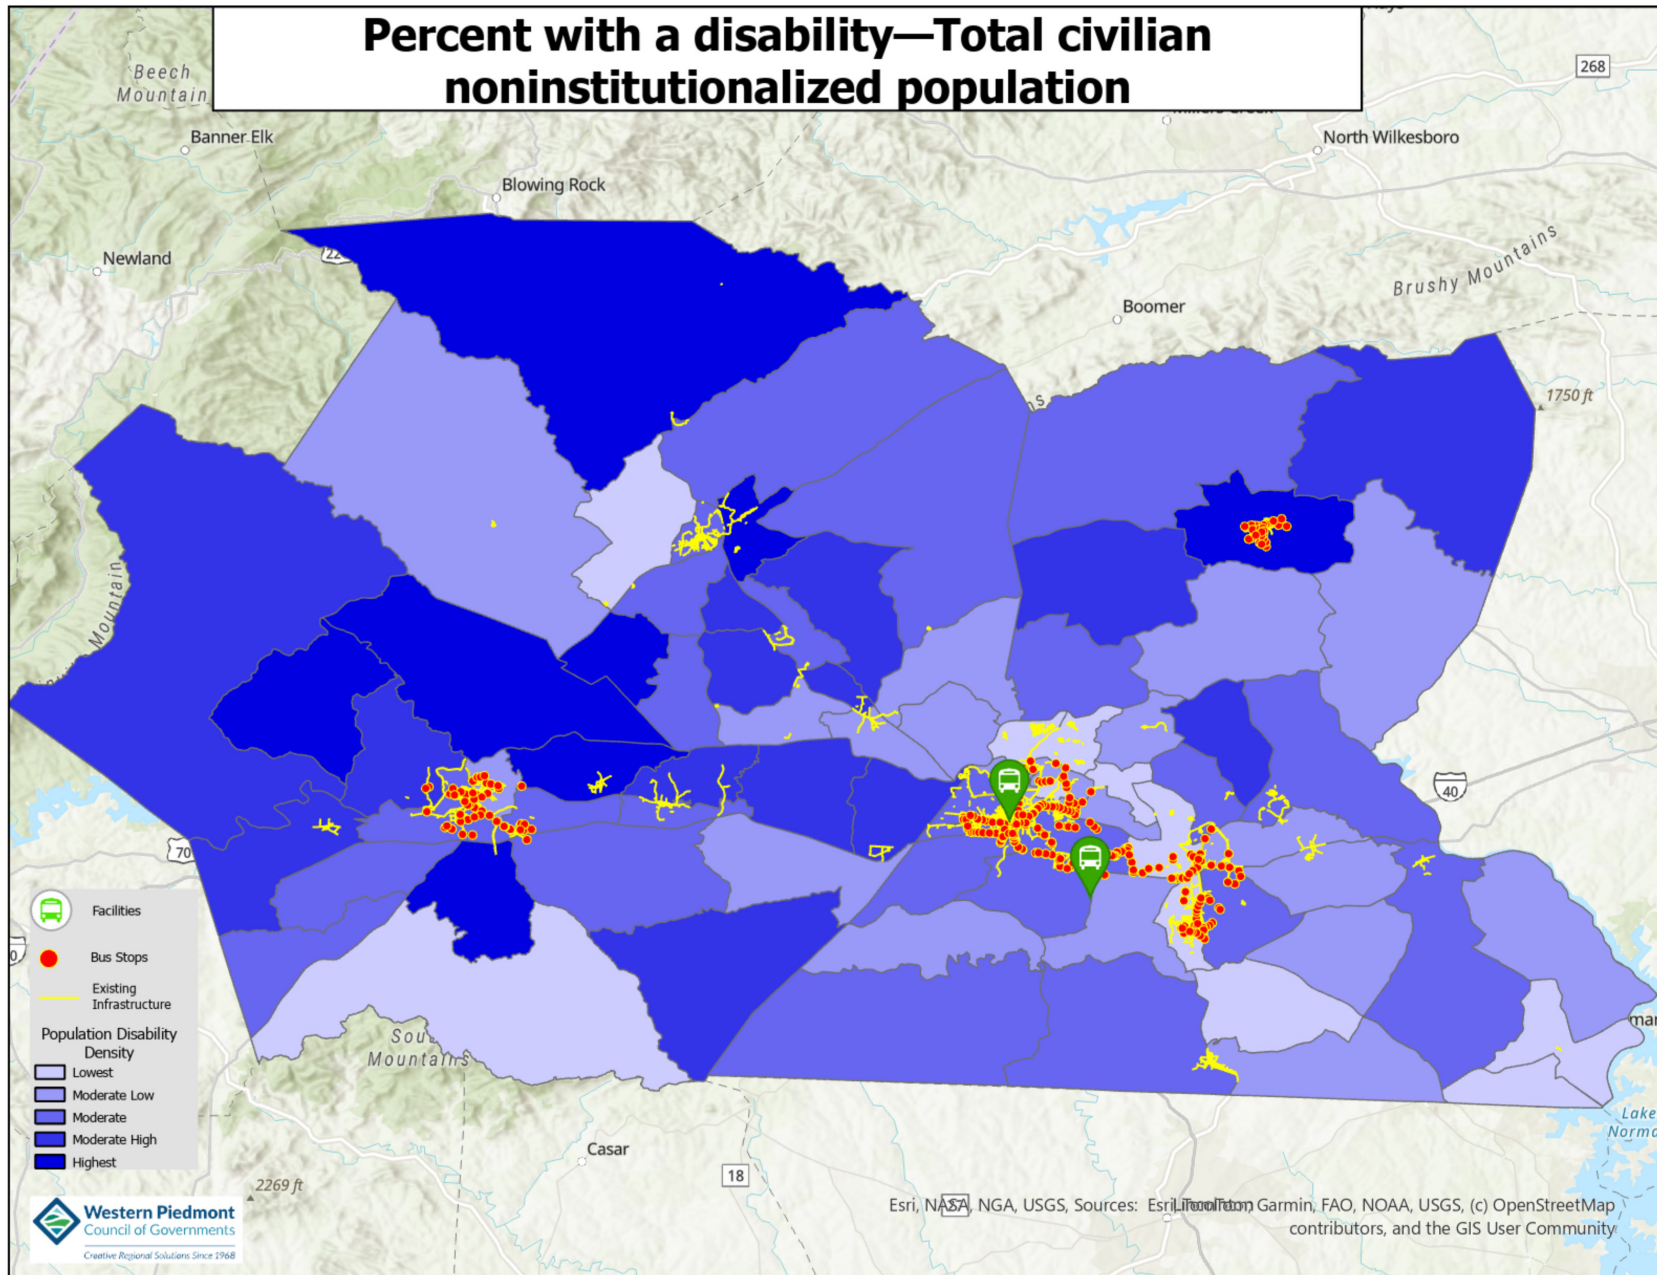 Percent with a disability—Total civilian
noninstitutionalized population
268
Beech
Mountain
Banner Elk
North Wilkesboro
Blowing Rock
Newland
Brushy Mountains
Boomer
1750 ft
Mountain
40
70
Facilities
Bus Stops
Existing
Infrastructure
Population Disability
Density
Lowest
Moderate Low
Moderate
Moderate High
Highest
Mountains
Casar
18
2269 ft
Lake
Western Piedmont
Council of Governments
Creative Regional Solutions Since 1968
Esri, NASA, NGA, USGS, Sources: Esri, TomTom, Garmin, FAO, NOAA, USGS, (c) OpenStreetMap
contributors, and the GIS User Community